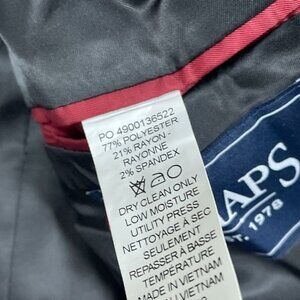 PO 4900136522
77% POLYESTER
21% RAYON -
RAYONNE
2% SPANDEX
DRY CLEAN ONLY
LOW MOISTURE
UTILITY PRESS
NETTOYAGE À SEC
SEULEMENT
REPASSER À BASSE
TEMPÉRATURE
MADE IN VIETNAM
APS
1978